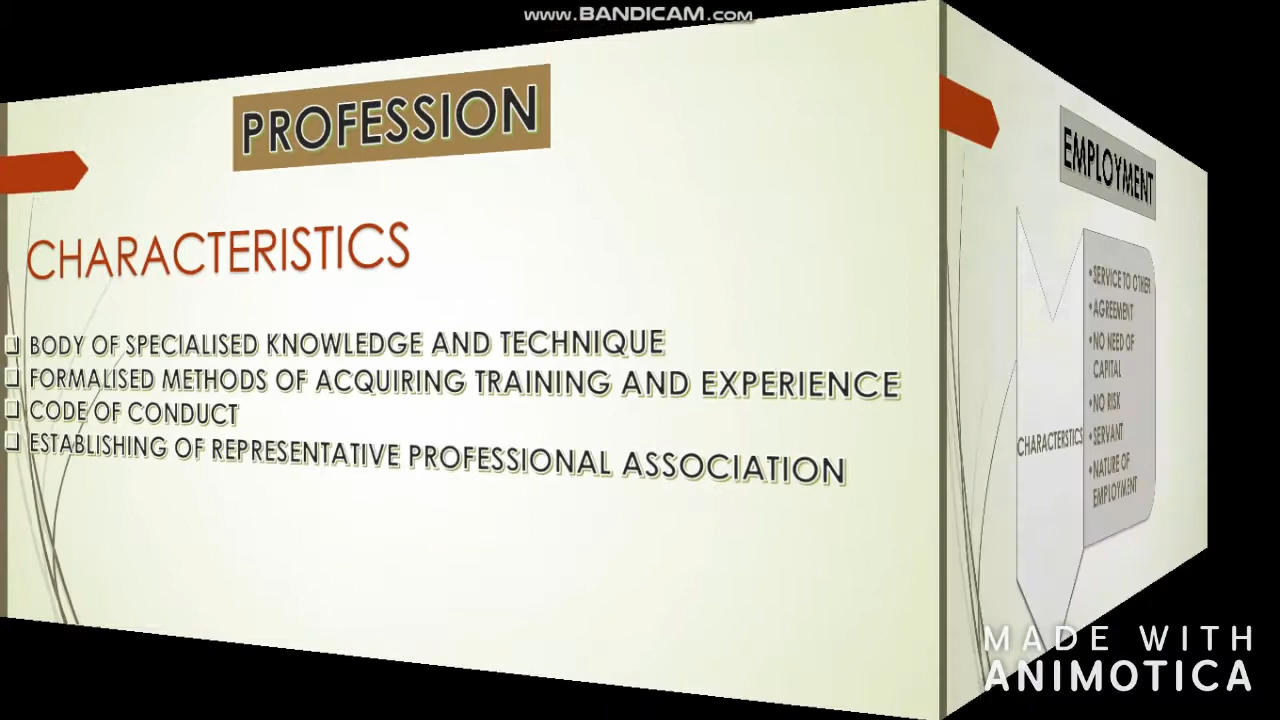 www.BANDICAM.com
PROFESSION
CHARACTERISTICS
BODY OF SPECIALISED KNOWLEDGE AND TECHNIQUE
FORMALISED METHODS OF ACQUIRING TRAINING AND EXPERIENCE
CODE OF CONDUCT
ESTABLISHING OF REPRESENTATIVE PROFESSIONAL ASSOCIATION
EMPLOYMENT
CHARACTERSTICS
•SERVICE TO OTHER
•AGREEMENT
•NO NEED OF
CAPITAL
•NO RISK
•SERVANT
•NATURE OF
EMPLOYMENT
MADE WITH
ANIMOTICA